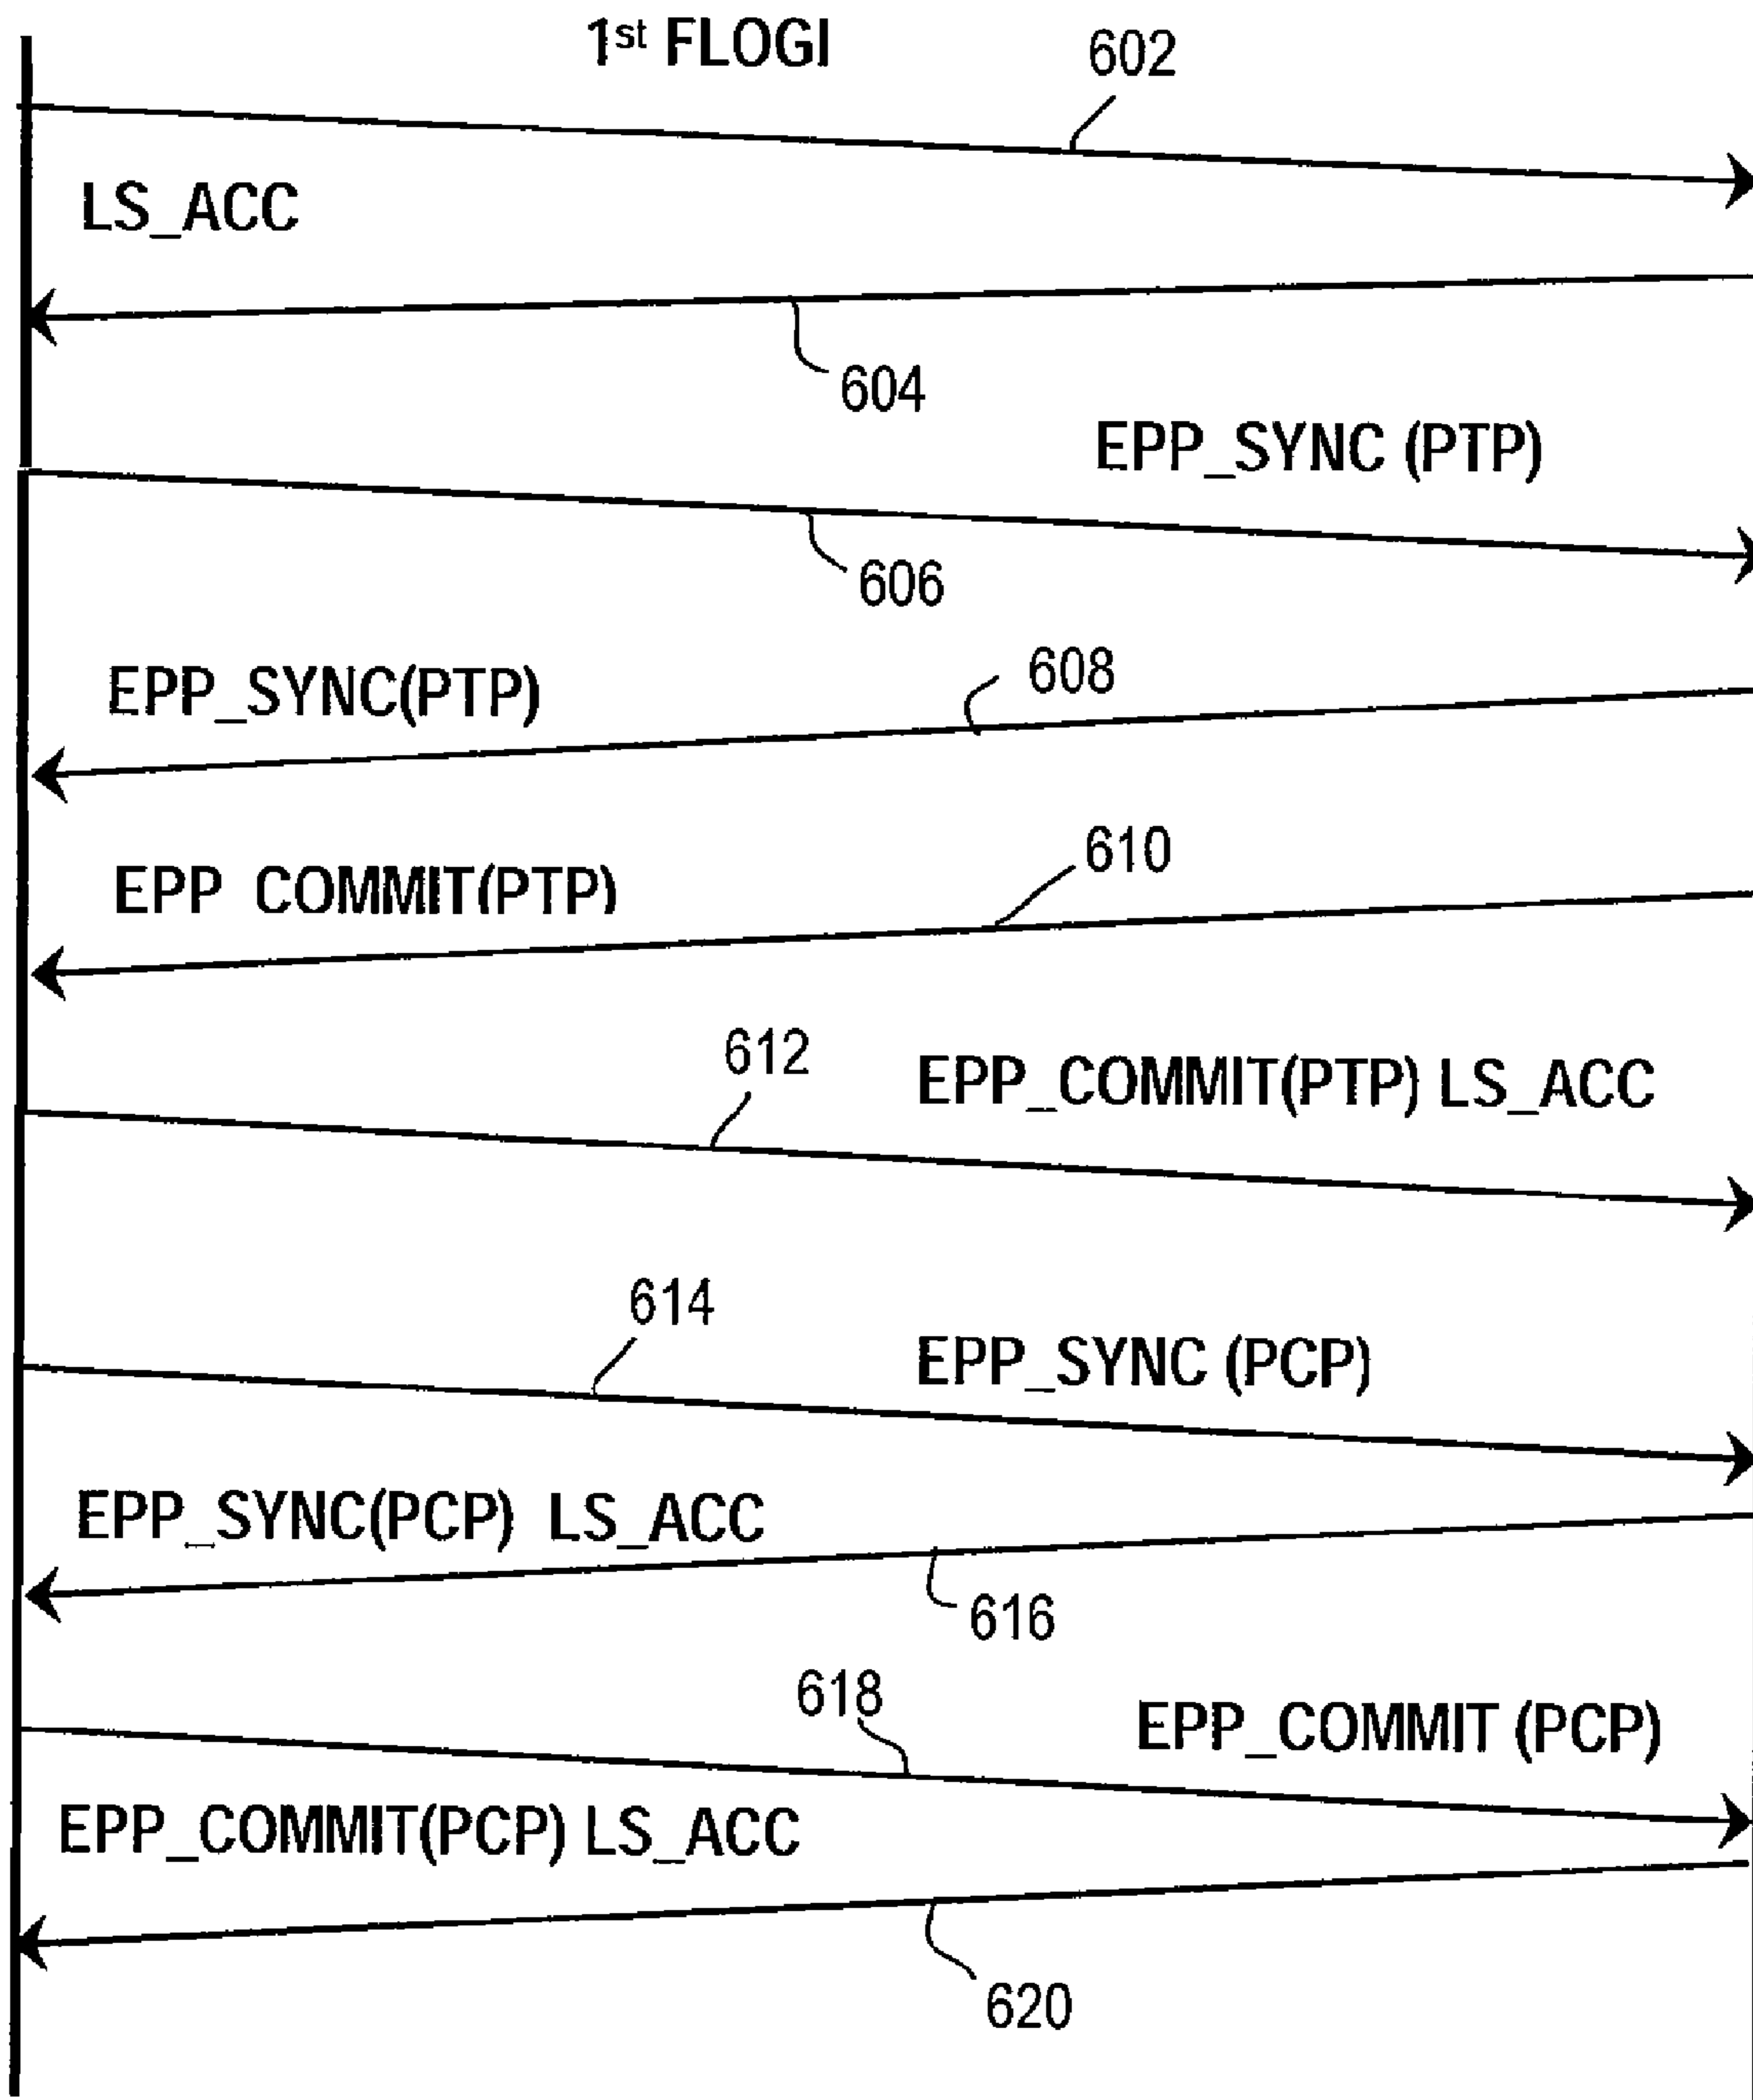 1st FLOGI
602
LS_ACC
604
EPP_SYNC (PTP)
606
EPP_SYNC(PTP)
608
610
EPP COMMIT(PTP)
612
EPP_COMMIT(PTP) LS_ACC
614
EPP_SYNC (PCP)
EPP_SYNC(PCP) LS_ACC
616
618
EPP_COMMIT (PCP)
EPP_COMMIT(PCP) LS_ACC
620